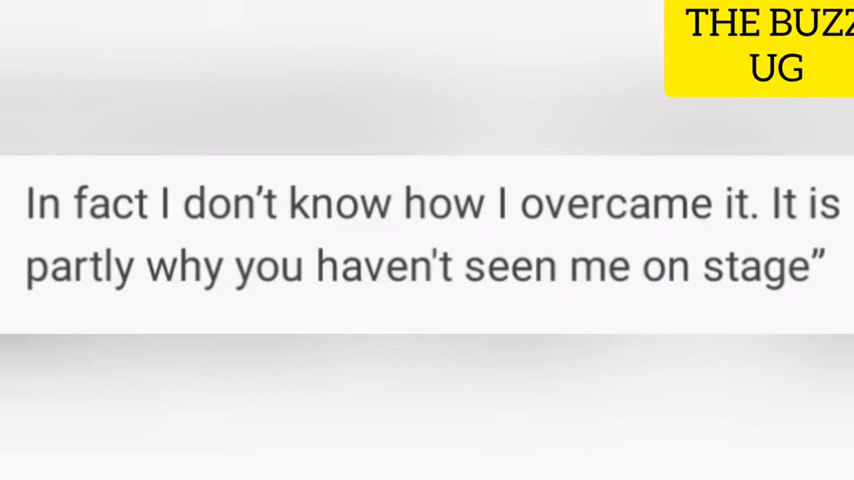 THE BUZZ
UG
In fact I don’t know how I overcame it. It is
partly why you haven't seen me on stage”